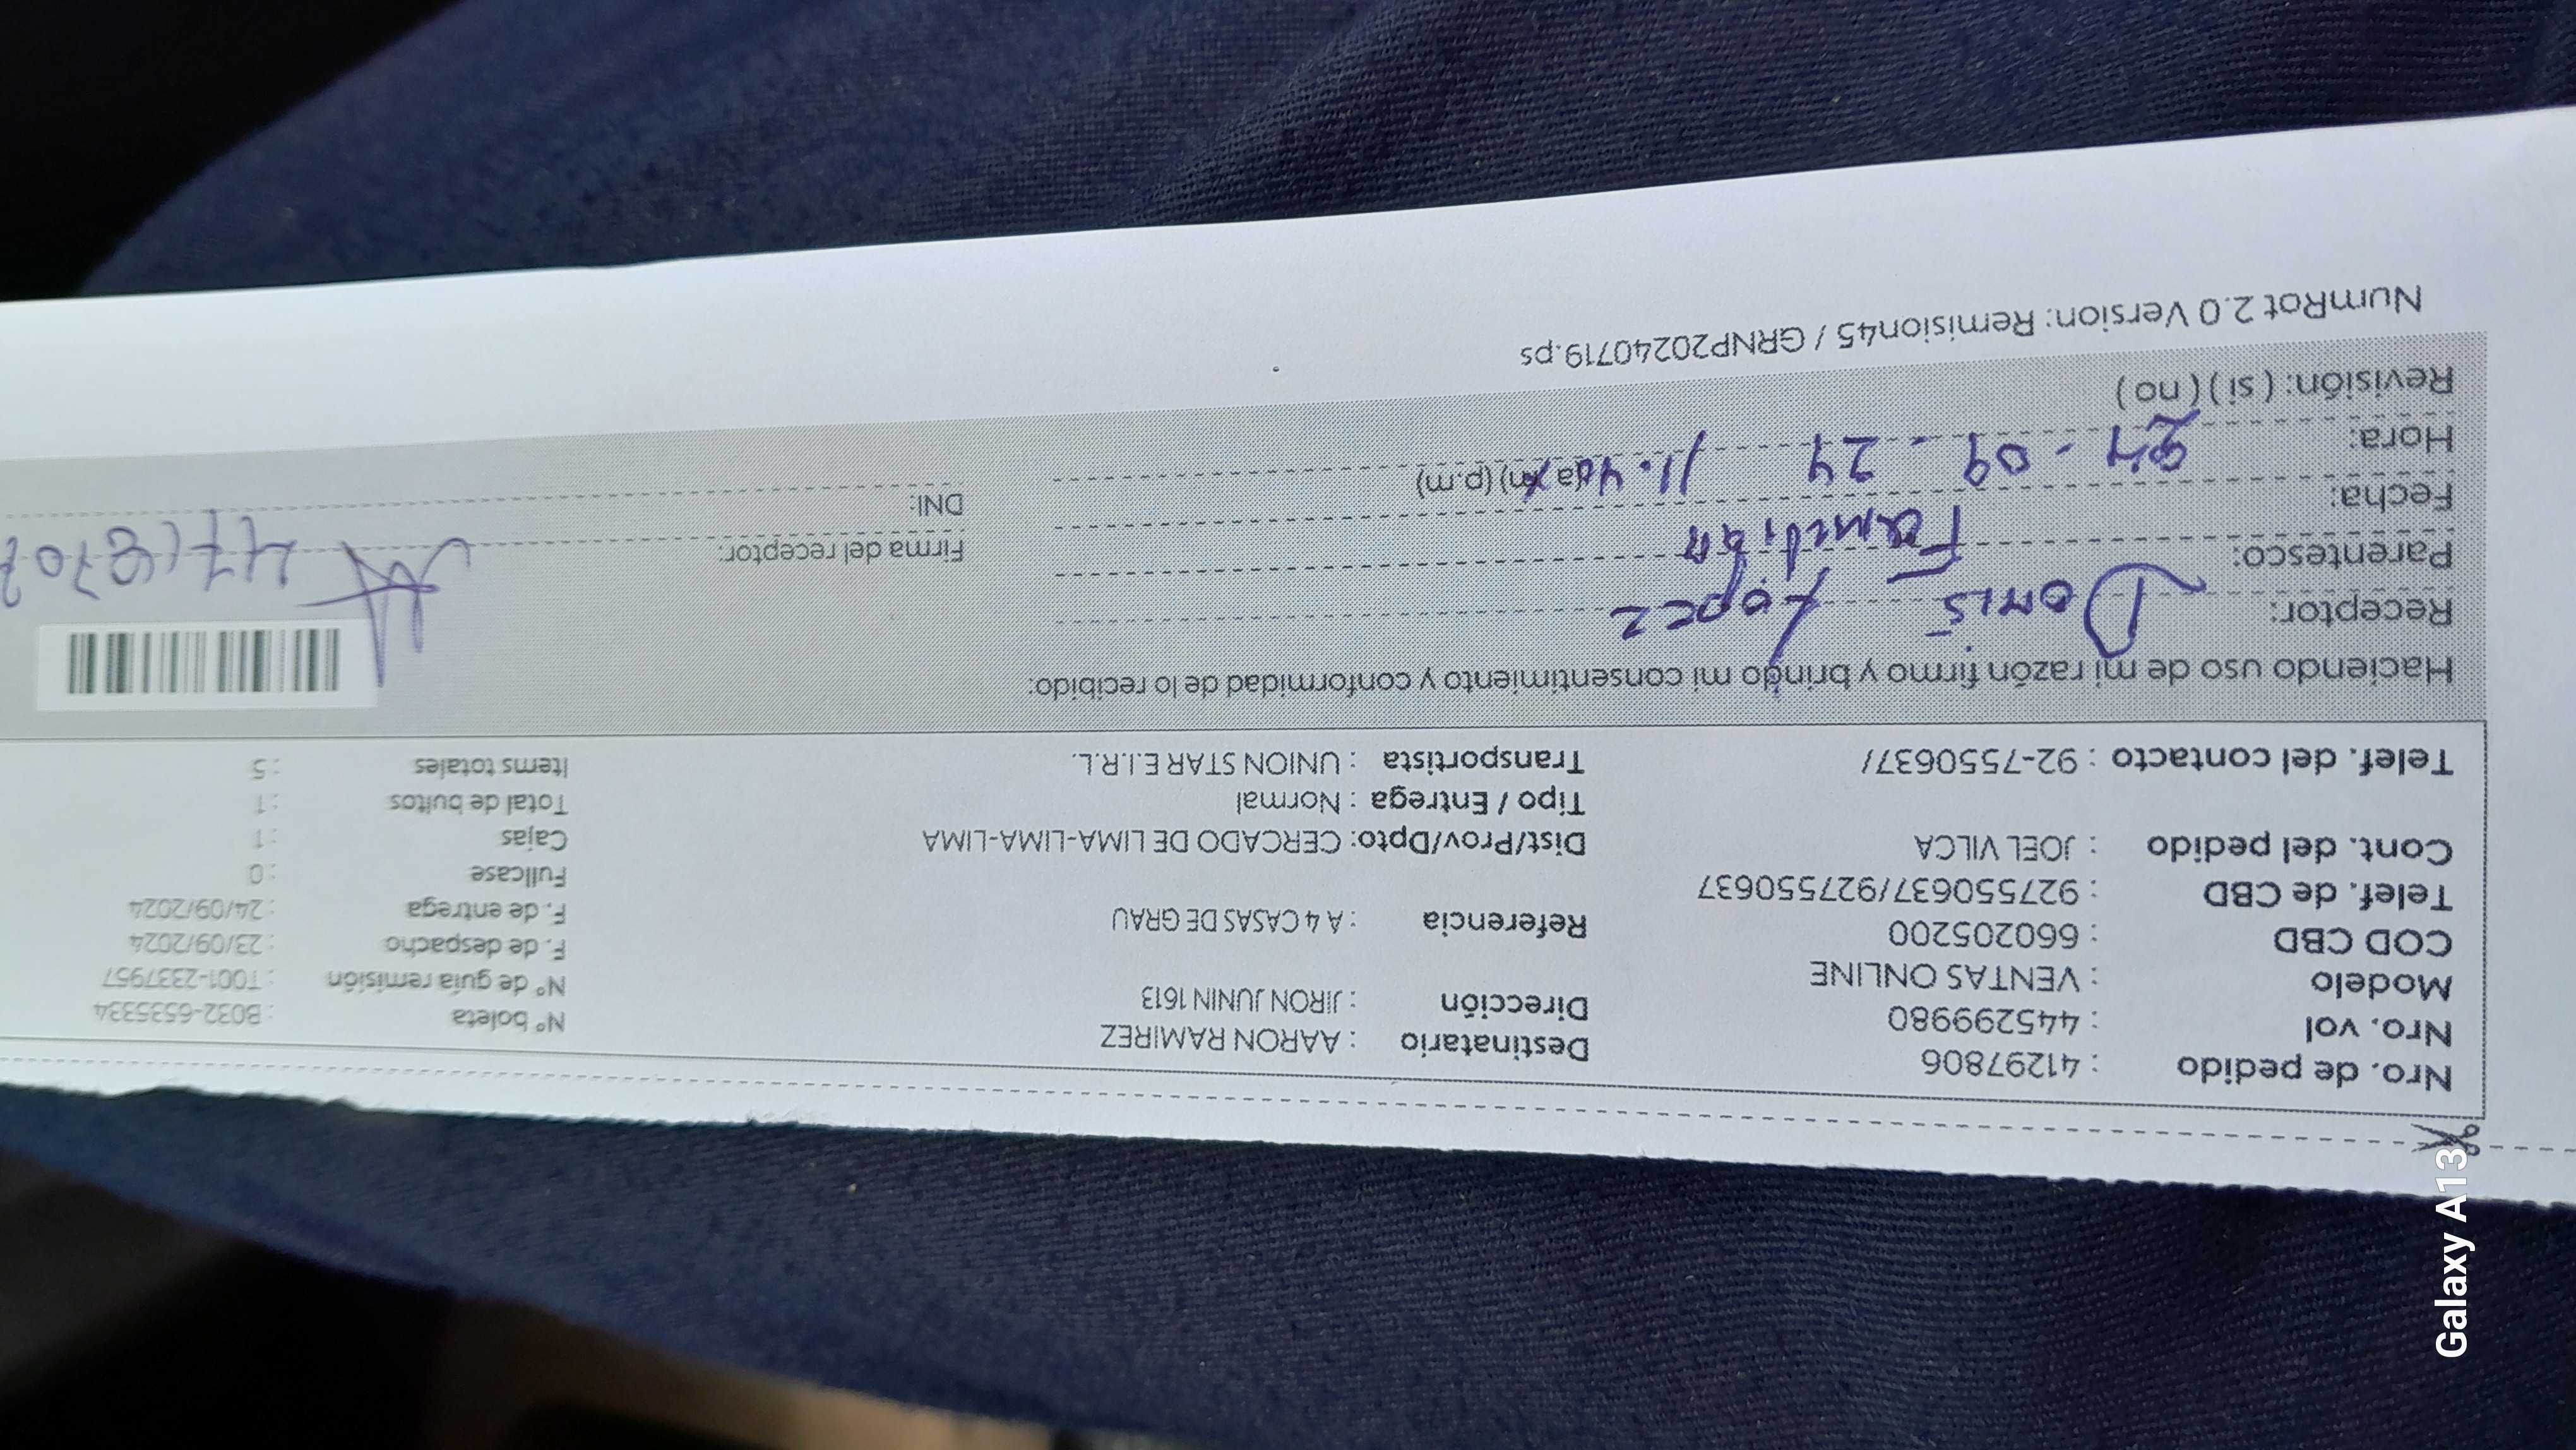 Nro. de pedido : 41297806
Nro. vol : 445299980
Modelo : VENTAS ONLINE
COD CBD : 660205200
Telef. de CBD : 927550637/927550637
Cont. del pedido : JOEL VILCA
Telef. del contacto : 92-7550637/
Destinatario : AARON RAMIREZ
Dirección : JIRON JUNIN 1613
Referencia : A 4 CASAS DE GRAU
Dist/Prov/Dpto: CERCADO DE LIMA-LIMA-LIMA
Tipo / Entrega : Normal
Transportista : UNION STAR E.I.R.L.
N° boleta : B032-6535334
N° de guía remisión : T001-2337957
F. de despacho : 23/09/2024
F. de entrega : 24/09/2024
Fullcase : 0
Cajas : 1
Total de bultos : 1
Items totales : 5
Haciendo uso de mi razón firmo y brindo mi consentimiento y conformidad de lo recibido:
Receptor: Doris Lopez
Parentesco: Familiar
Fecha: 24-09-24
Hora: 11.40 (a.m) (p.m)
Revisión: ( si ) ( no )
Firma del receptor:
DNI:
NumRot 2.0 Version: Remision45 / GRNP20240719.ps
Galaxy A13